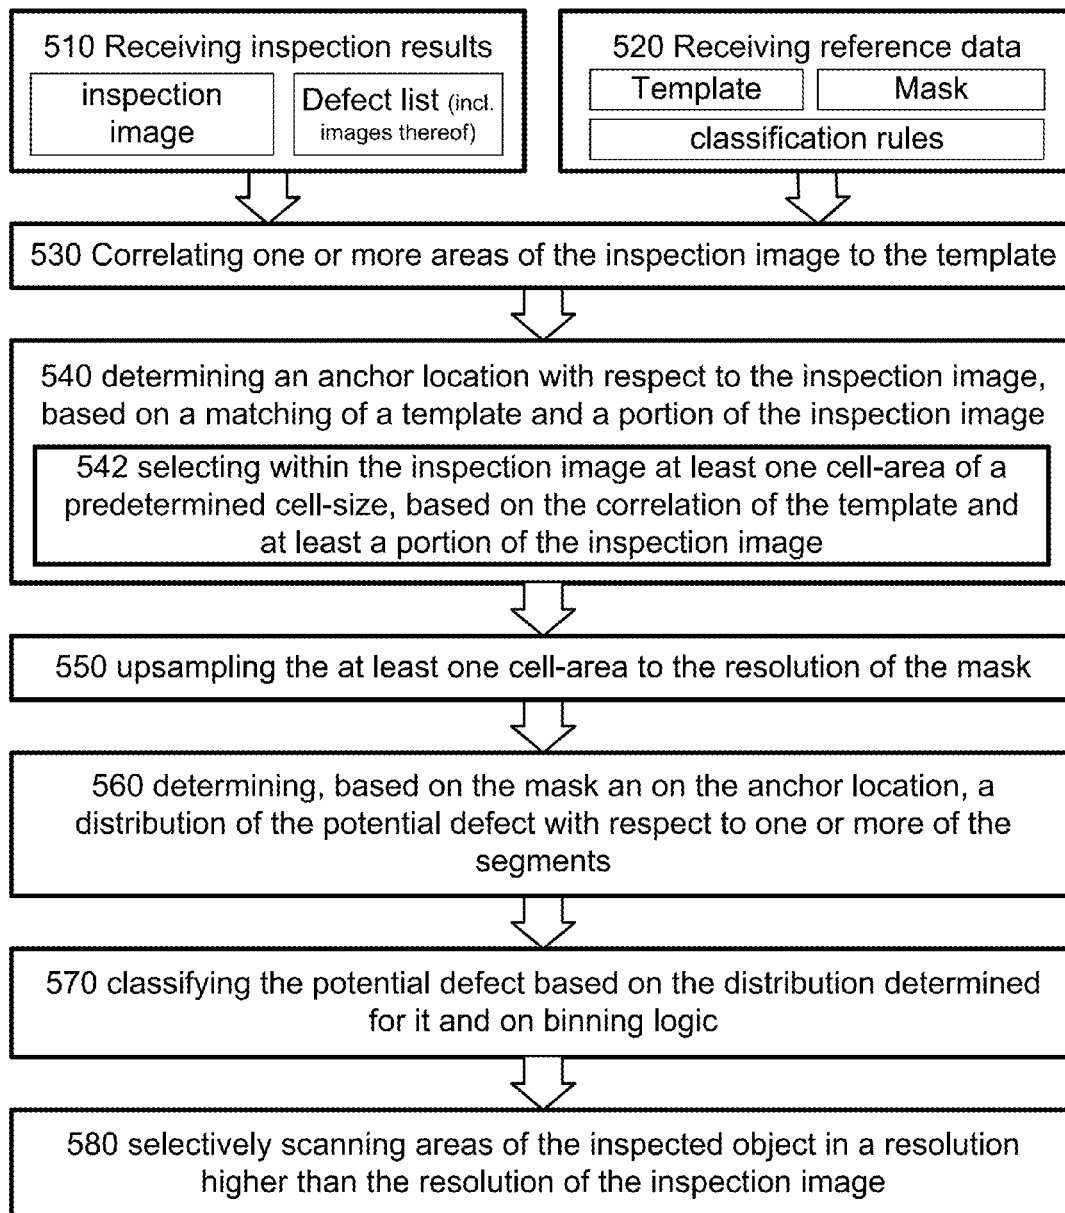 510 Receiving inspection results
inspection
image
Defect list (incl.
images thereof)
520 Receiving reference data
Template
Mask
classification rules
530 Correlating one or more areas of the inspection image to the template
540 determining an anchor location with respect to the inspection image,
based on a matching of a template and a portion of the inspection image
542 selecting within the inspection image at least one cell-area of a
predetermined cell-size, based on the correlation of the template and
at least a portion of the inspection image
550 upsampling the at least one cell-area to the resolution of the mask
560 determining, based on the mask an on the anchor location, a
distribution of the potential defect with respect to one or more of the
segments
570 classifying the potential defect based on the distribution determined
for it and on binning logic
580 selectively scanning areas of the inspected object in a resolution
higher than the resolution of the inspection image